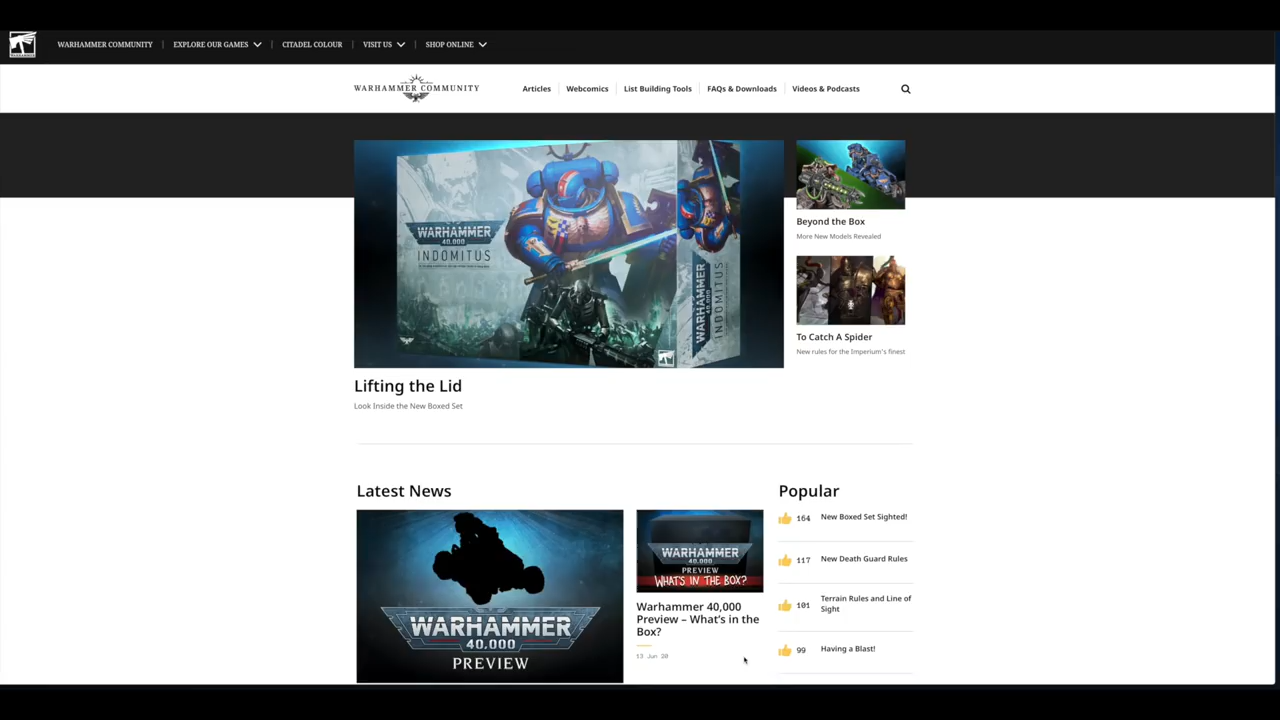 WARHAMMER COMMUNITY
EXPLORE OUR GAMES
CITADEL COLOUR
VISIT US
SHOP ONLINE
WARHAMMER COMMUNITY
Articles
Webcomics
List Building Tools
FAQs & Downloads
Videos & Podcasts
WARHAMMER
40,000
INDOMITUS
WARHAMMER
40,000
INDOMITUS
Lifting the Lid
Look Inside the New Boxed Set
Beyond the Box
More New Models Revealed
To Catch A Spider
New rules for the Imperium's finest
Latest News
WARHAMMER
40,000
PREVIEW
WARHAMMER
40,000
PREVIEW
WHAT'S IN THE BOX?
Warhammer 40,000
Preview – What's in the
Box?
13 Jun 20
Popular
164 New Boxed Set Sighted!
117 New Death Guard Rules
101 Terrain Rules and Line of
Sight
99 Having a Blast!